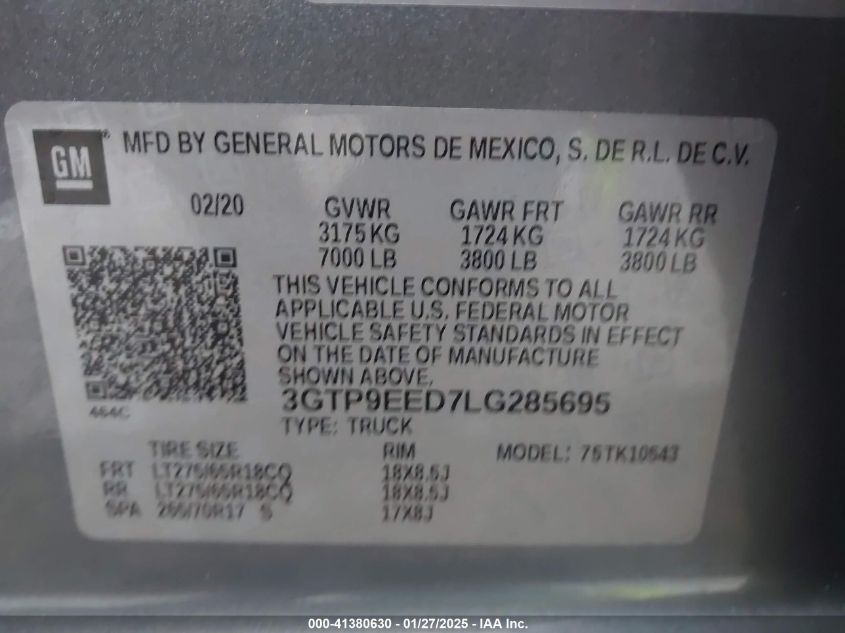 GM
MFD BY GENERAL MOTORS DE MEXICO, S. DE R.L. DE C.V.
02/20 GVWR GAWR FRT GAWR RR
3175 KG 1724 KG 1724 KG
7000 LB 3800 LB 3800 LB
THIS VEHICLE CONFORMS TO ALL
APPLICABLE U.S. FEDERAL MOTOR
VEHICLE SAFETY STANDARDS IN EFFECT
ON THE DATE OF MANUFACTURE
SHOWN ABOVE.
464C
3GTP9EED7LG285695
TYPE: TRUCK
TIRE SIZE RIM MODEL: 75TK10543
FRT LT275/65R18CQ 18X8.5J
RR LT275/65R18CQ 18X8.5J
SPA 265/70R17 S 17X8J
000-41380630 - 01/27/2025 - IAA Inc.